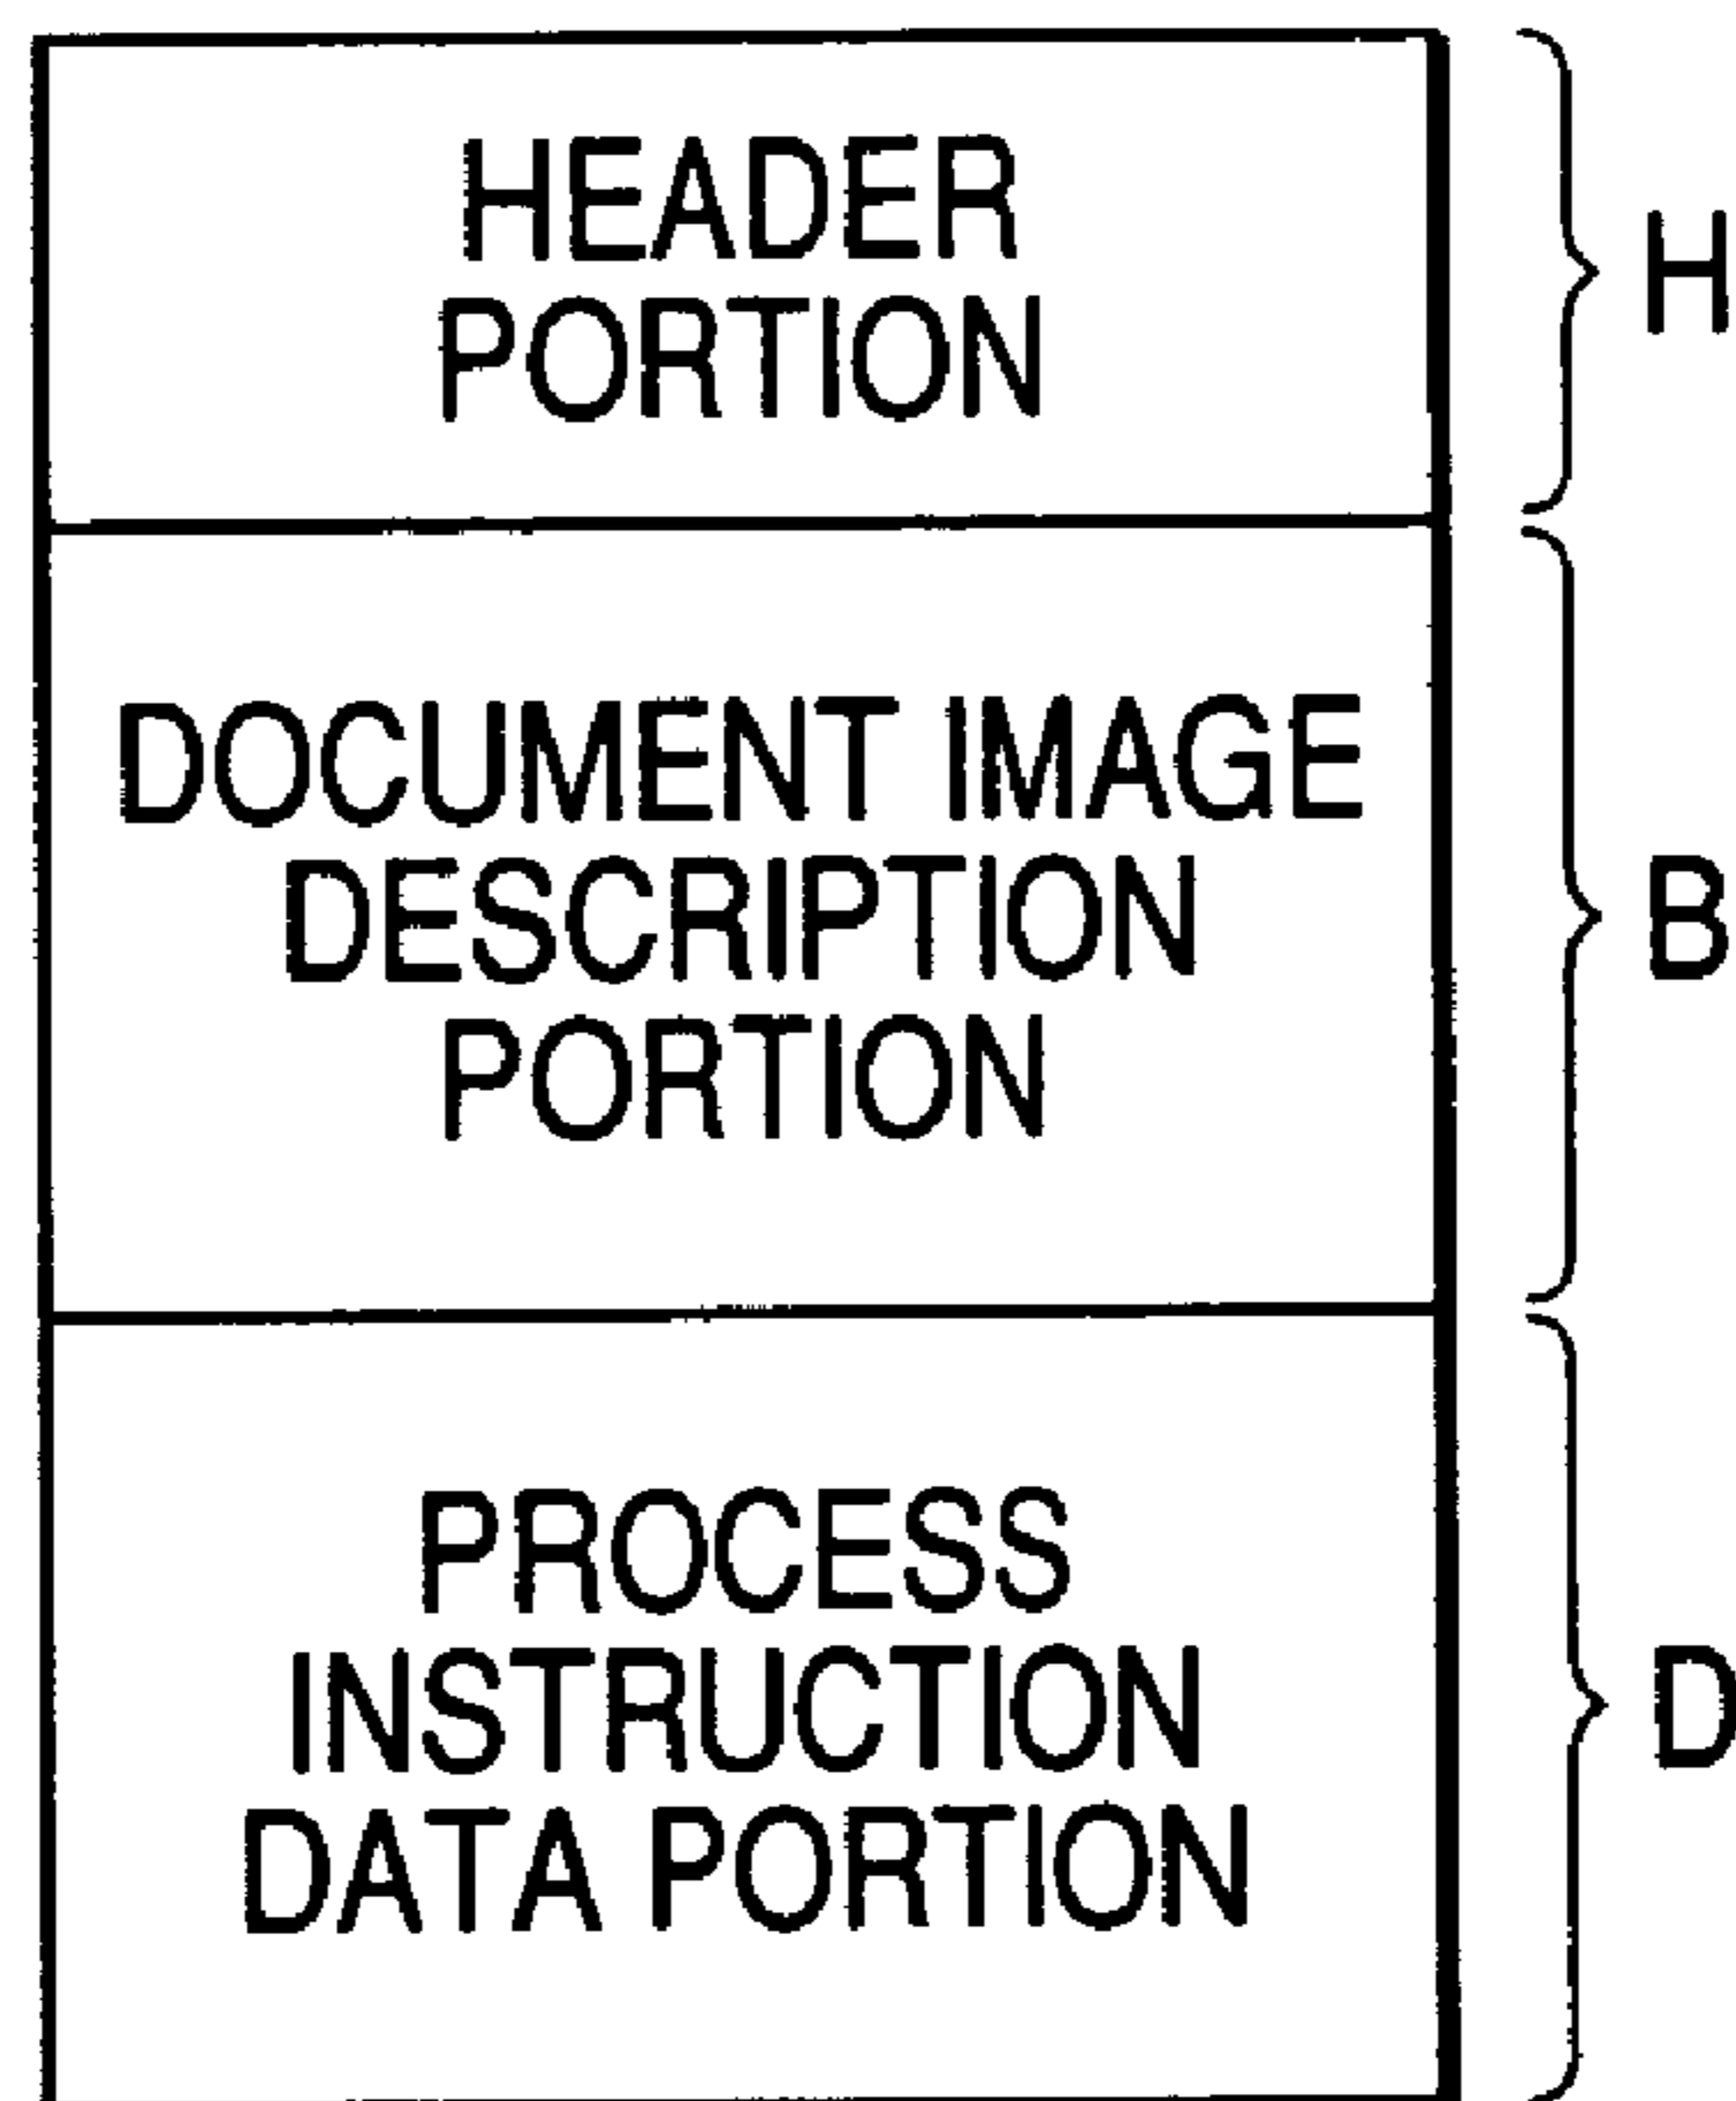 HEADER
PORTION
H
DOCUMENT IMAGE
DESCRIPTION
PORTION
B
PROCESS
INSTRUCTION
DATA PORTION
D